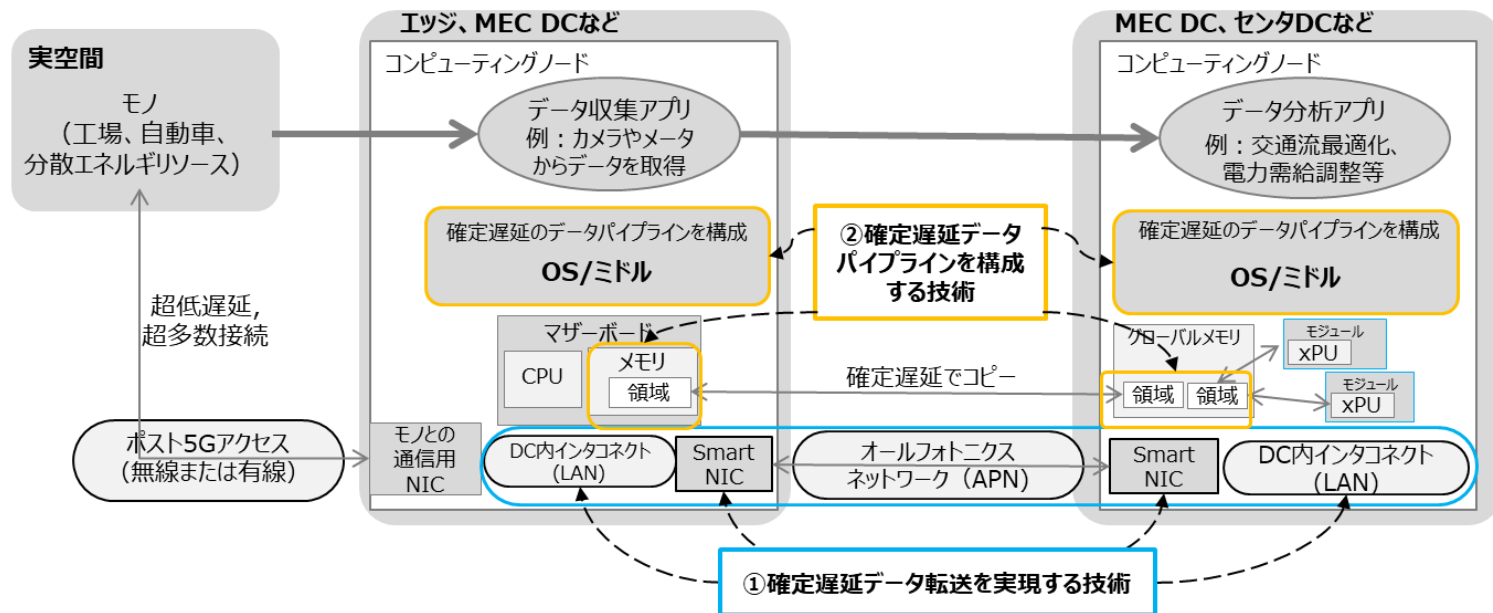 エッジ、MEC DCなど
MEC DC、センタDCなど
実空間
モノ
（工場、自動車、
分散エネルギリソース）
コンピューティングノード
データ収集アプリ
例：カメラやメータ
からデータを取得
コンピューティングノード
データ分析アプリ
例：交通流最適化、
電力需給調整等
確定遅延のデータパイプラインを構成
OS/ミドル
②確定遅延データ
パイプラインを構成
する技術
確定遅延のデータパイプラインを構成
OS/ミドル
超低遅延,
超多数接続
マザーボード
CPU
メモリ
領域
確定遅延でコピー
グローバルメモリ
領域
領域
モジュール
xPU
モジュール
xPU
ポスト5Gアクセス
（無線または有線）
モノとの
通信用
NIC
DC内インタコネクト
（LAN）
Smart
NIC
オールフォトニクス
ネットワーク（APN）
Smart
NIC
DC内インタコネクト
（LAN）
①確定遅延データ転送を実現する技術